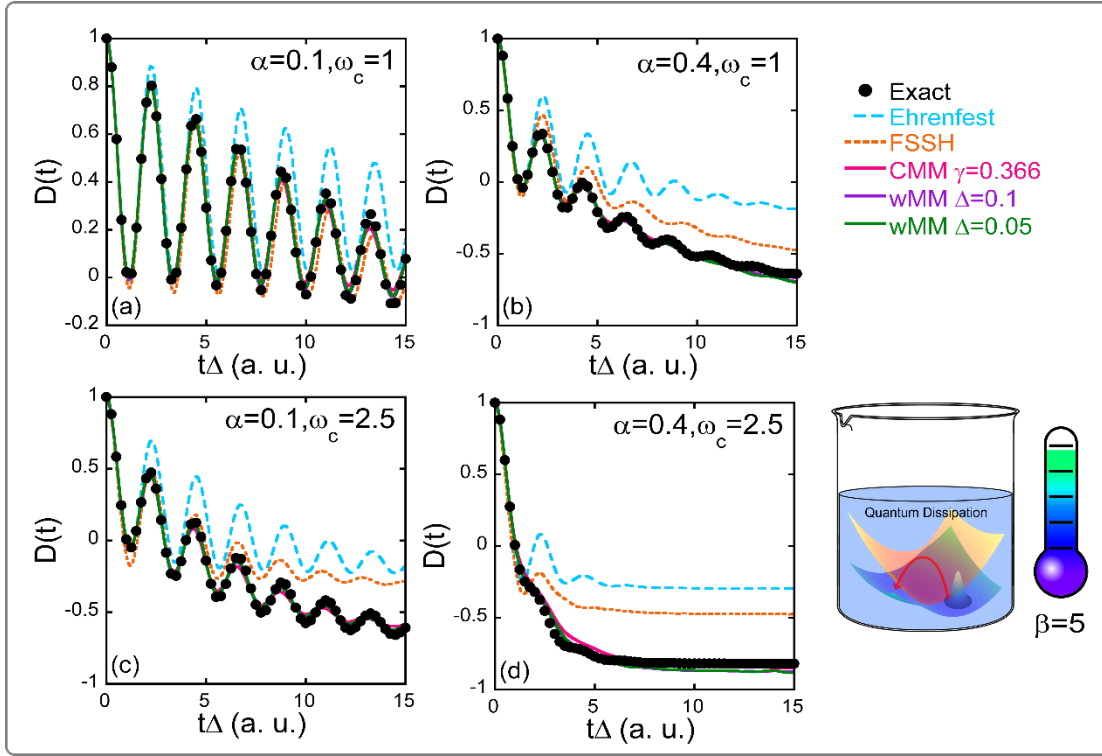 α=0.1,ω_c=1
D(t)
1
0.8
0.6
0.4
0.2
0
-0.2
(a)
0
5
10
15
tΔ (a. u.)
α=0.4,ω_c=1
D(t)
1
0.5
0
-0.5
-1
(b)
0
5
10
15
tΔ (a. u.)
Exact
Ehrenfest
FSSH
CMM γ=0.366
wMM Δ=0.1
wMM Δ=0.05
α=0.1,ω_c=2.5
D(t)
1
0.5
0
-0.5
-1
(c)
0
5
10
15
tΔ (a. u.)
α=0.4,ω_c=2.5
D(t)
1
0.5
0
-0.5
-1
(d)
0
5
10
15
tΔ (a. u.)
Quantum Dissipation
β=5